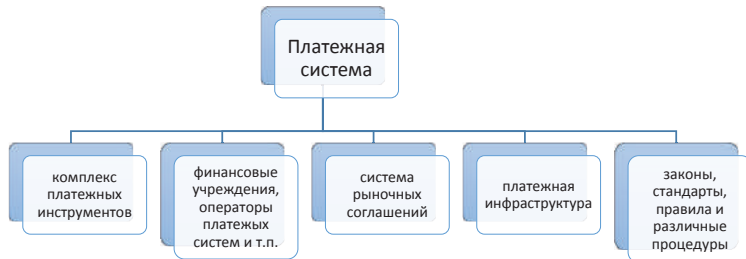 Платежная
система
комплекс
платежных
инструментов
финансовые
учреждения,
операторы
платежых
систем и т.п.
система
рыночных
соглашений
платежная
инфраструктура
законы,
стандарты,
правила и
различные
процедуры